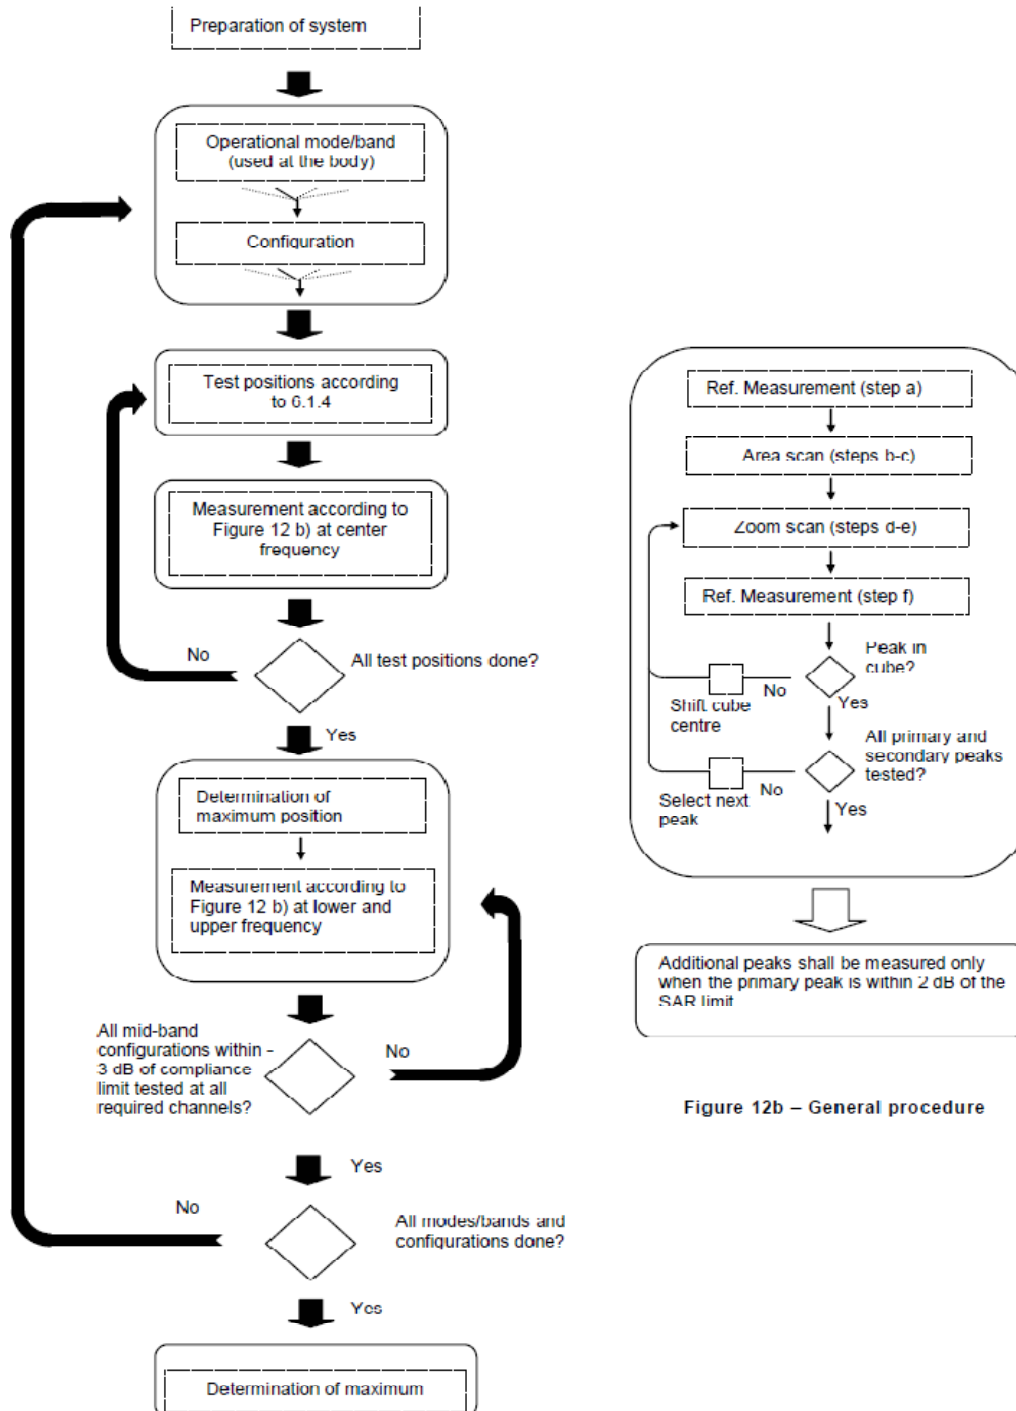 Preparation of system
Operational mode/band
(used at the body)
Configuration
Test positions according
to 6.1.4
Measurement according to
Figure 12 b) at center
frequency
No
All test positions done?
Yes
Determination of
maximum position
Measurement according to
Figure 12 b) at lower and
upper frequency
All mid-band
configurations within -
3 dB of compliance
limit tested at all
required channels?
No
Yes
No
All modes/bands and
configurations done?
Yes
Determination of maximum
Ref. Measurement (step a)
Area scan (steps b-c)
Zoom scan (steps d-e)
Ref. Measurement (step f)
Peak in
cube?
No
Shift cube
centre
Yes
All primary and
secondary peaks
tested?
No
Select next
peak
Yes
Additional peaks shall be measured only
when the primary peak is within 2 dB of the
SAR limit
Figure 12b – General procedure